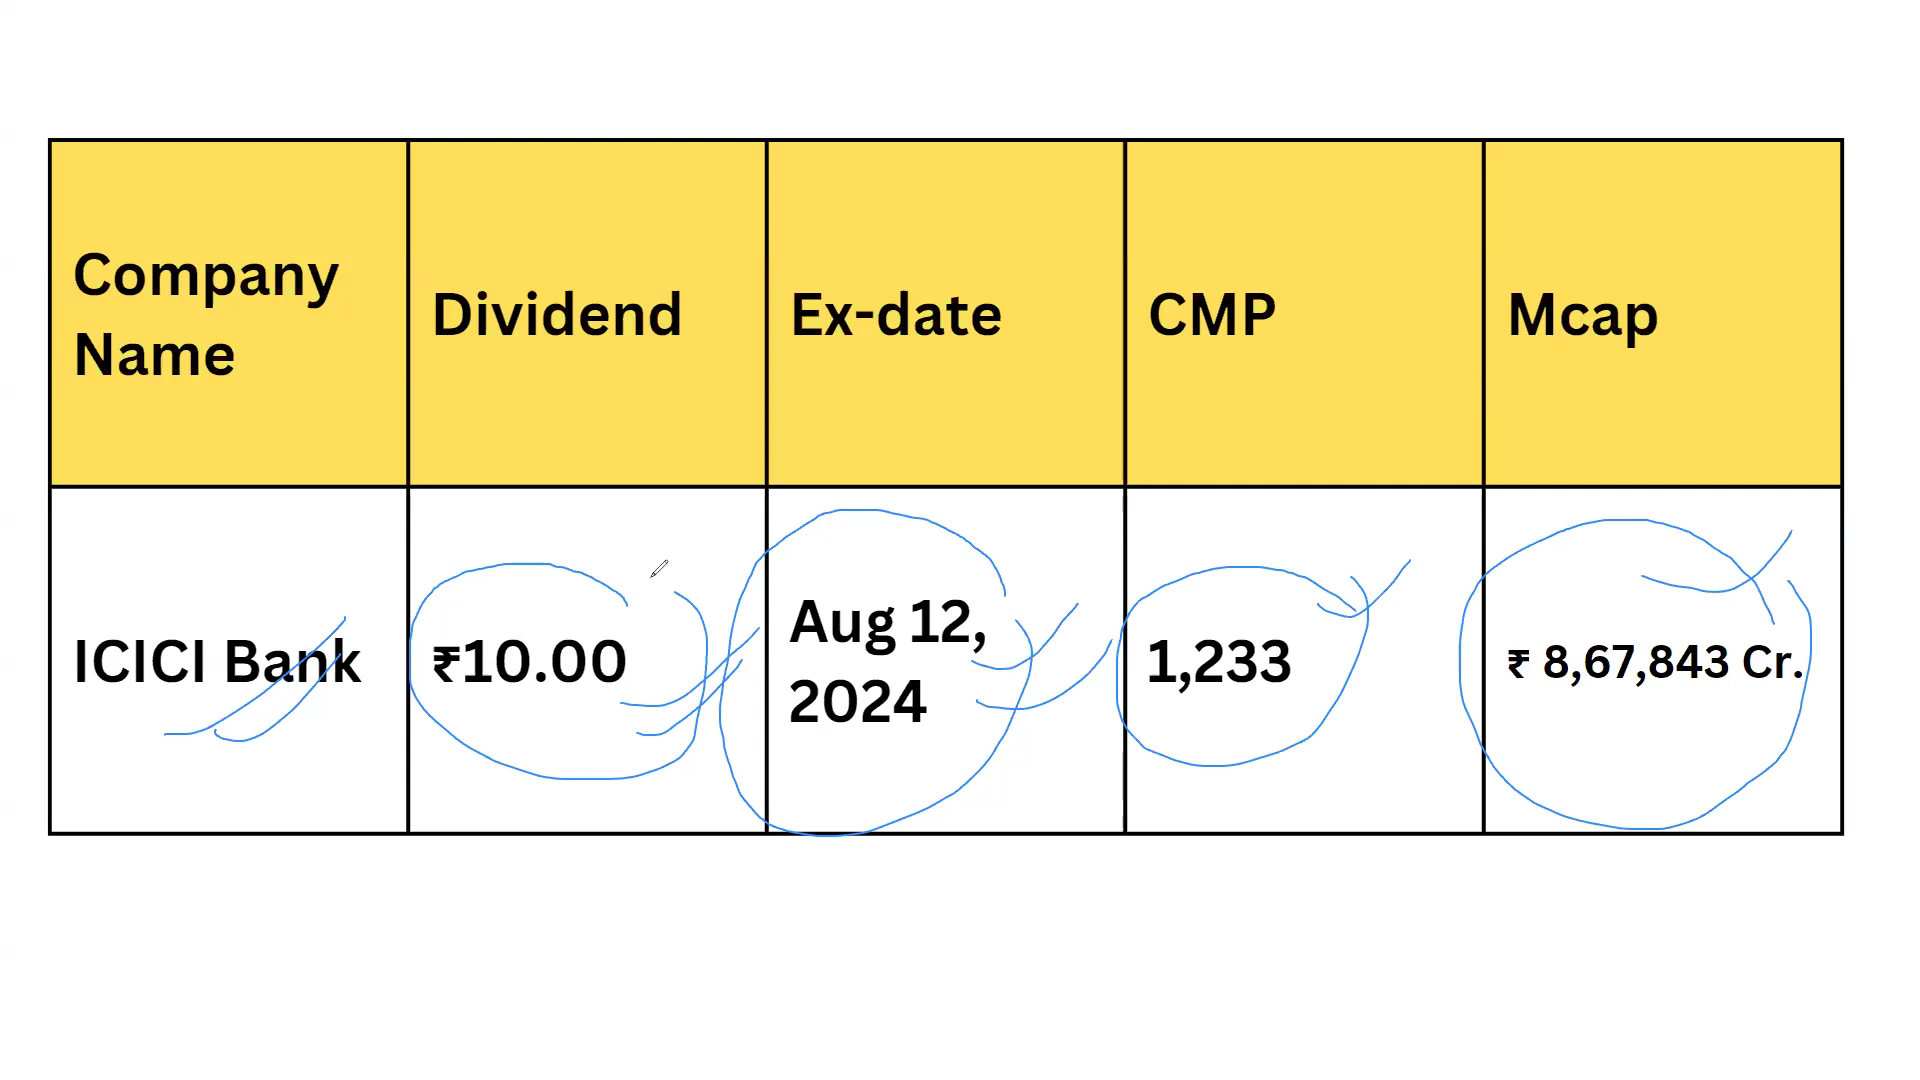 Company
Name
Dividend
Ex-date
CMP
Mcap
ICICI Bank
₹10.00
Aug 12,
2024
1,233
₹ 8,67,843 Cr.